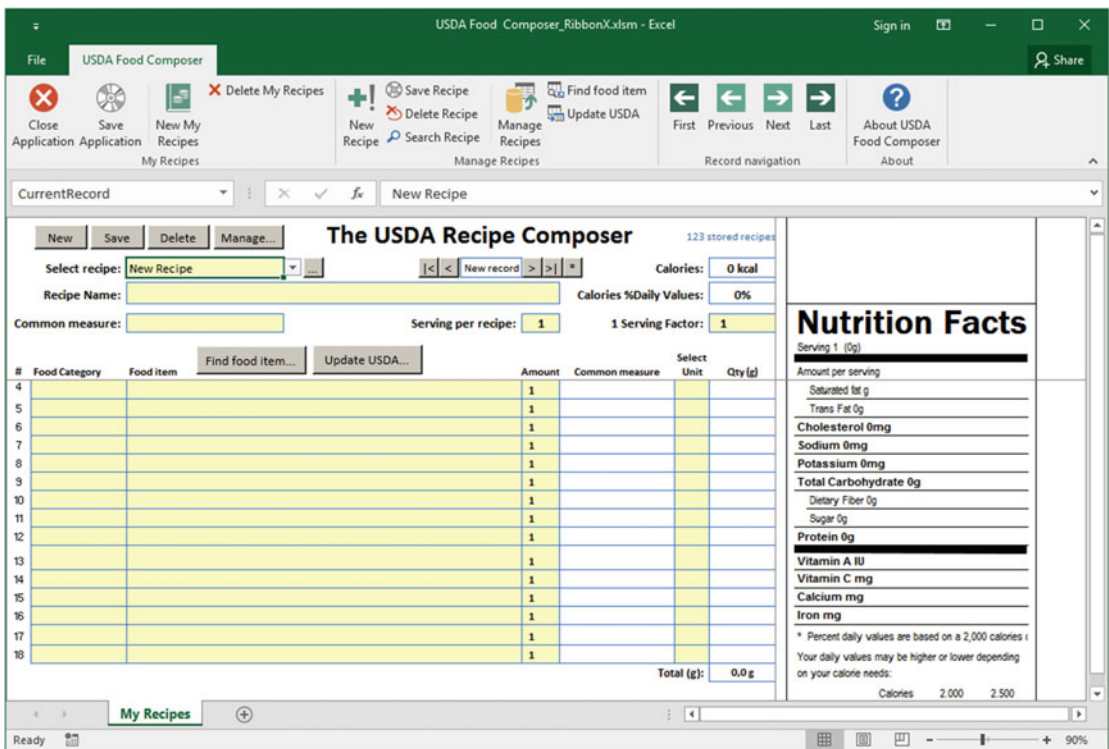 USDA Food Composer_RibbonX.xlsm - Excel
Sign in
File
USDA Food Composer
Share
Close Application
Save Application
New My Recipes
Delete My Recipes
My Recipes
New Recipe
Save Recipe
Delete Recipe
Search Recipe
Manage Recipes
Find food item
Update USDA
Manage Recipes
First
Previous
Next
Last
Record navigation
About USDA Food Composer
About
CurrentRecord
fx
New Recipe
New
Save
Delete
Manage...
The USDA Recipe Composer
123 stored recipes
Select recipe:
New Recipe
...
|<
<
New record
>
>|
*
Calories:
0 kcal
Recipe Name:
Calories %Daily Values:
0%
Common measure:
Serving per recipe:
1
1 Serving Factor:
1
Find food item...
Update USDA...
# Food Category Food item Amount Common measure Select Unit Qty (g)
4 1
5 1
6 1
7 1
8 1
9 1
10 1
11 1
12 1
13 1
14 1
15 1
16 1
17 1
18 1
Total (g): 0,0 g
Nutrition Facts
Serving 1 (0g)
Amount per serving
Saturated fat g
Trans Fat 0g
Cholesterol 0mg
Sodium 0mg
Potassium 0mg
Total Carbohydrate 0g
Dietary Fiber 0g
Sugar 0g
Protein 0g
Vitamin A IU
Vitamin C mg
Calcium mg
Iron mg
* Percent daily values are based on a 2,000 calories
Your daily values may be higher or lower depending
on your calorie needs:
Calories 2.000 2.500
My Recipes
Ready
90%